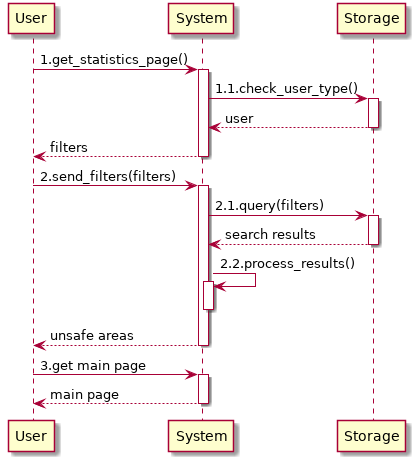 User System Storage
1.get_statistics_page()
1.1.check_user_type()
user
filters
2.send_filters(filters)
2.1.query(filters)
search results
2.2.process_results()
unsafe areas
3.get main page
main page
User System Storage